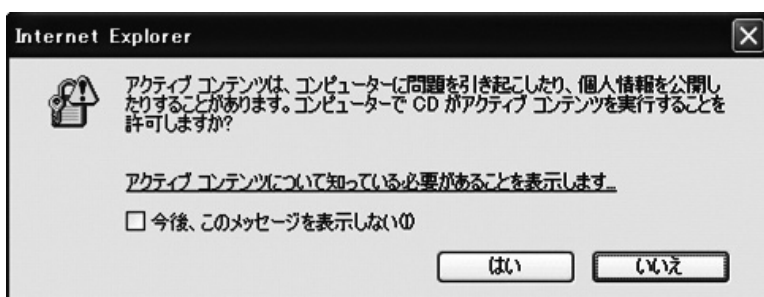 Internet Explorer
アクティブ コンテンツは、コンピューターに問題を引き起こしたり、個人情報を公開し
たりすることがあります。コンピューターで CD がアクティブ コンテンツを実行することを
許可しますか?
アクティブ コンテンツについて知っている必要があることを表示します...
今後、このメッセージを表示しない(I)
はい
いいえ